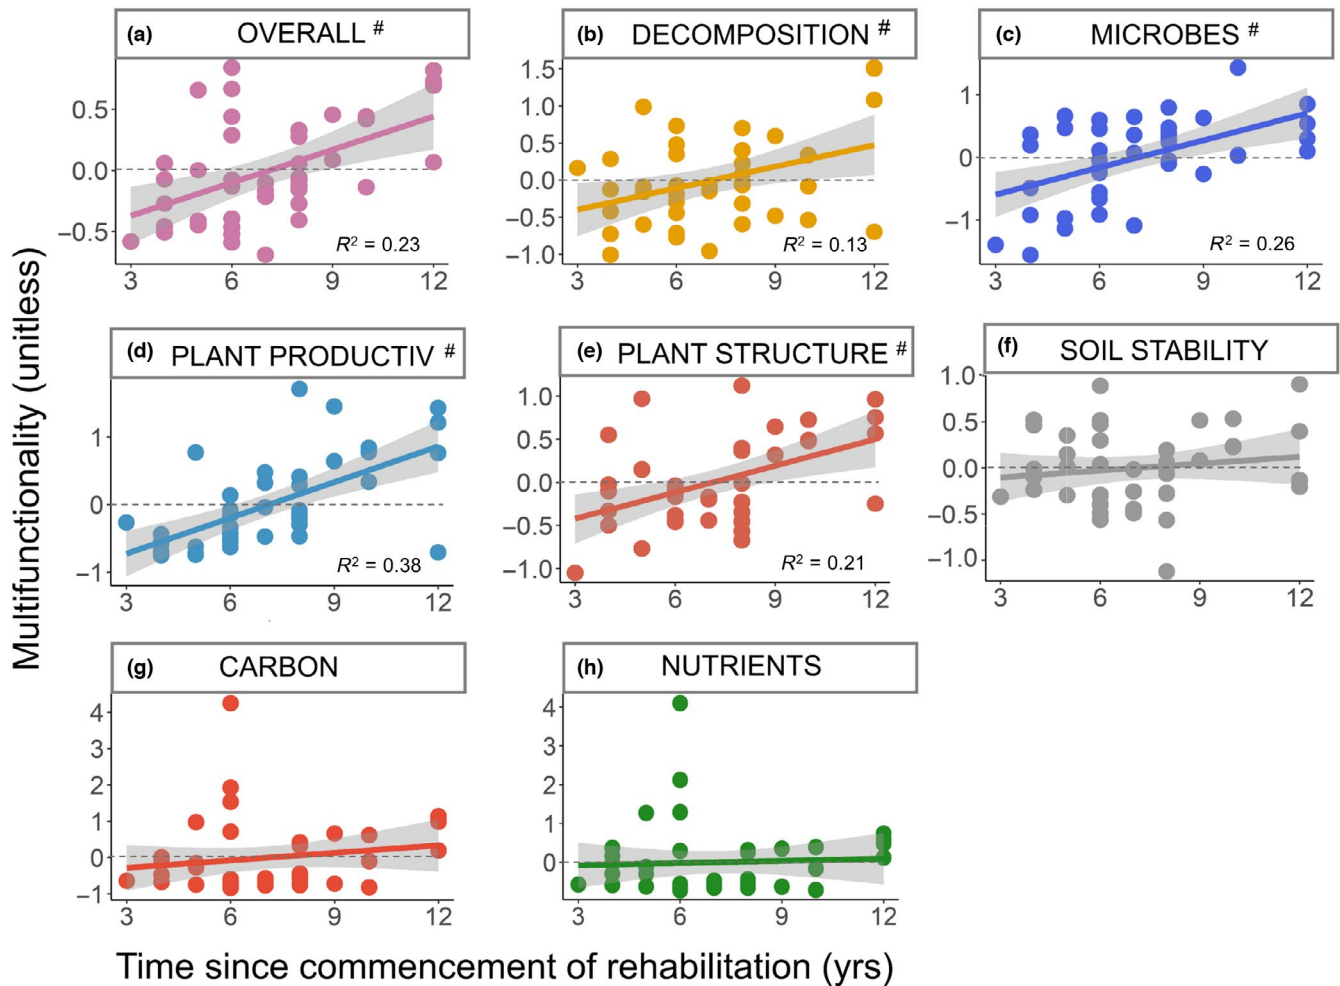 (a) OVERALL #
0.5
0.0
−0.5
R² = 0.23
3 6 9 12
(b) DECOMPOSITION #
1.5
1.0
0.5
0.0
−0.5
−1.0
R² = 0.13
3 6 9 12
(c) MICROBES #
1
0
−1
R² = 0.26
3 6 9 12
Multifunctionality (unitless)
(d) PLANT PRODUCTIV #
1
0
−1
R² = 0.38
3 6 9 12
(e) PLANT STRUCTURE #
1.0
0.5
0.0
−0.5
−1.0
R² = 0.21
3 6 9 12
(f) SOIL STABILITY
1.0
0.5
0.0
−0.5
−1.0
3 6 9 12
(g) CARBON
4
3
2
1
0
−1
3 6 9 12
(h) NUTRIENTS
4
2
0
3 6 9 12
Time since commencement of rehabilitation (yrs)